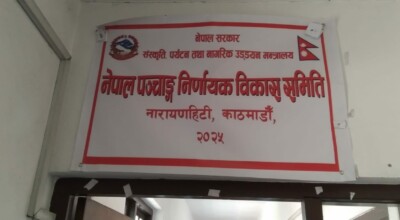 नेपाल सरकार
संस्कृति पर्यटन तथा नागरिक उड्डयन मन्त्रालय
नेपाल पञ्चाङ्ग निर्णायक विकास समिति
नारायणहिटी, काठमाडौँ,
२०२५